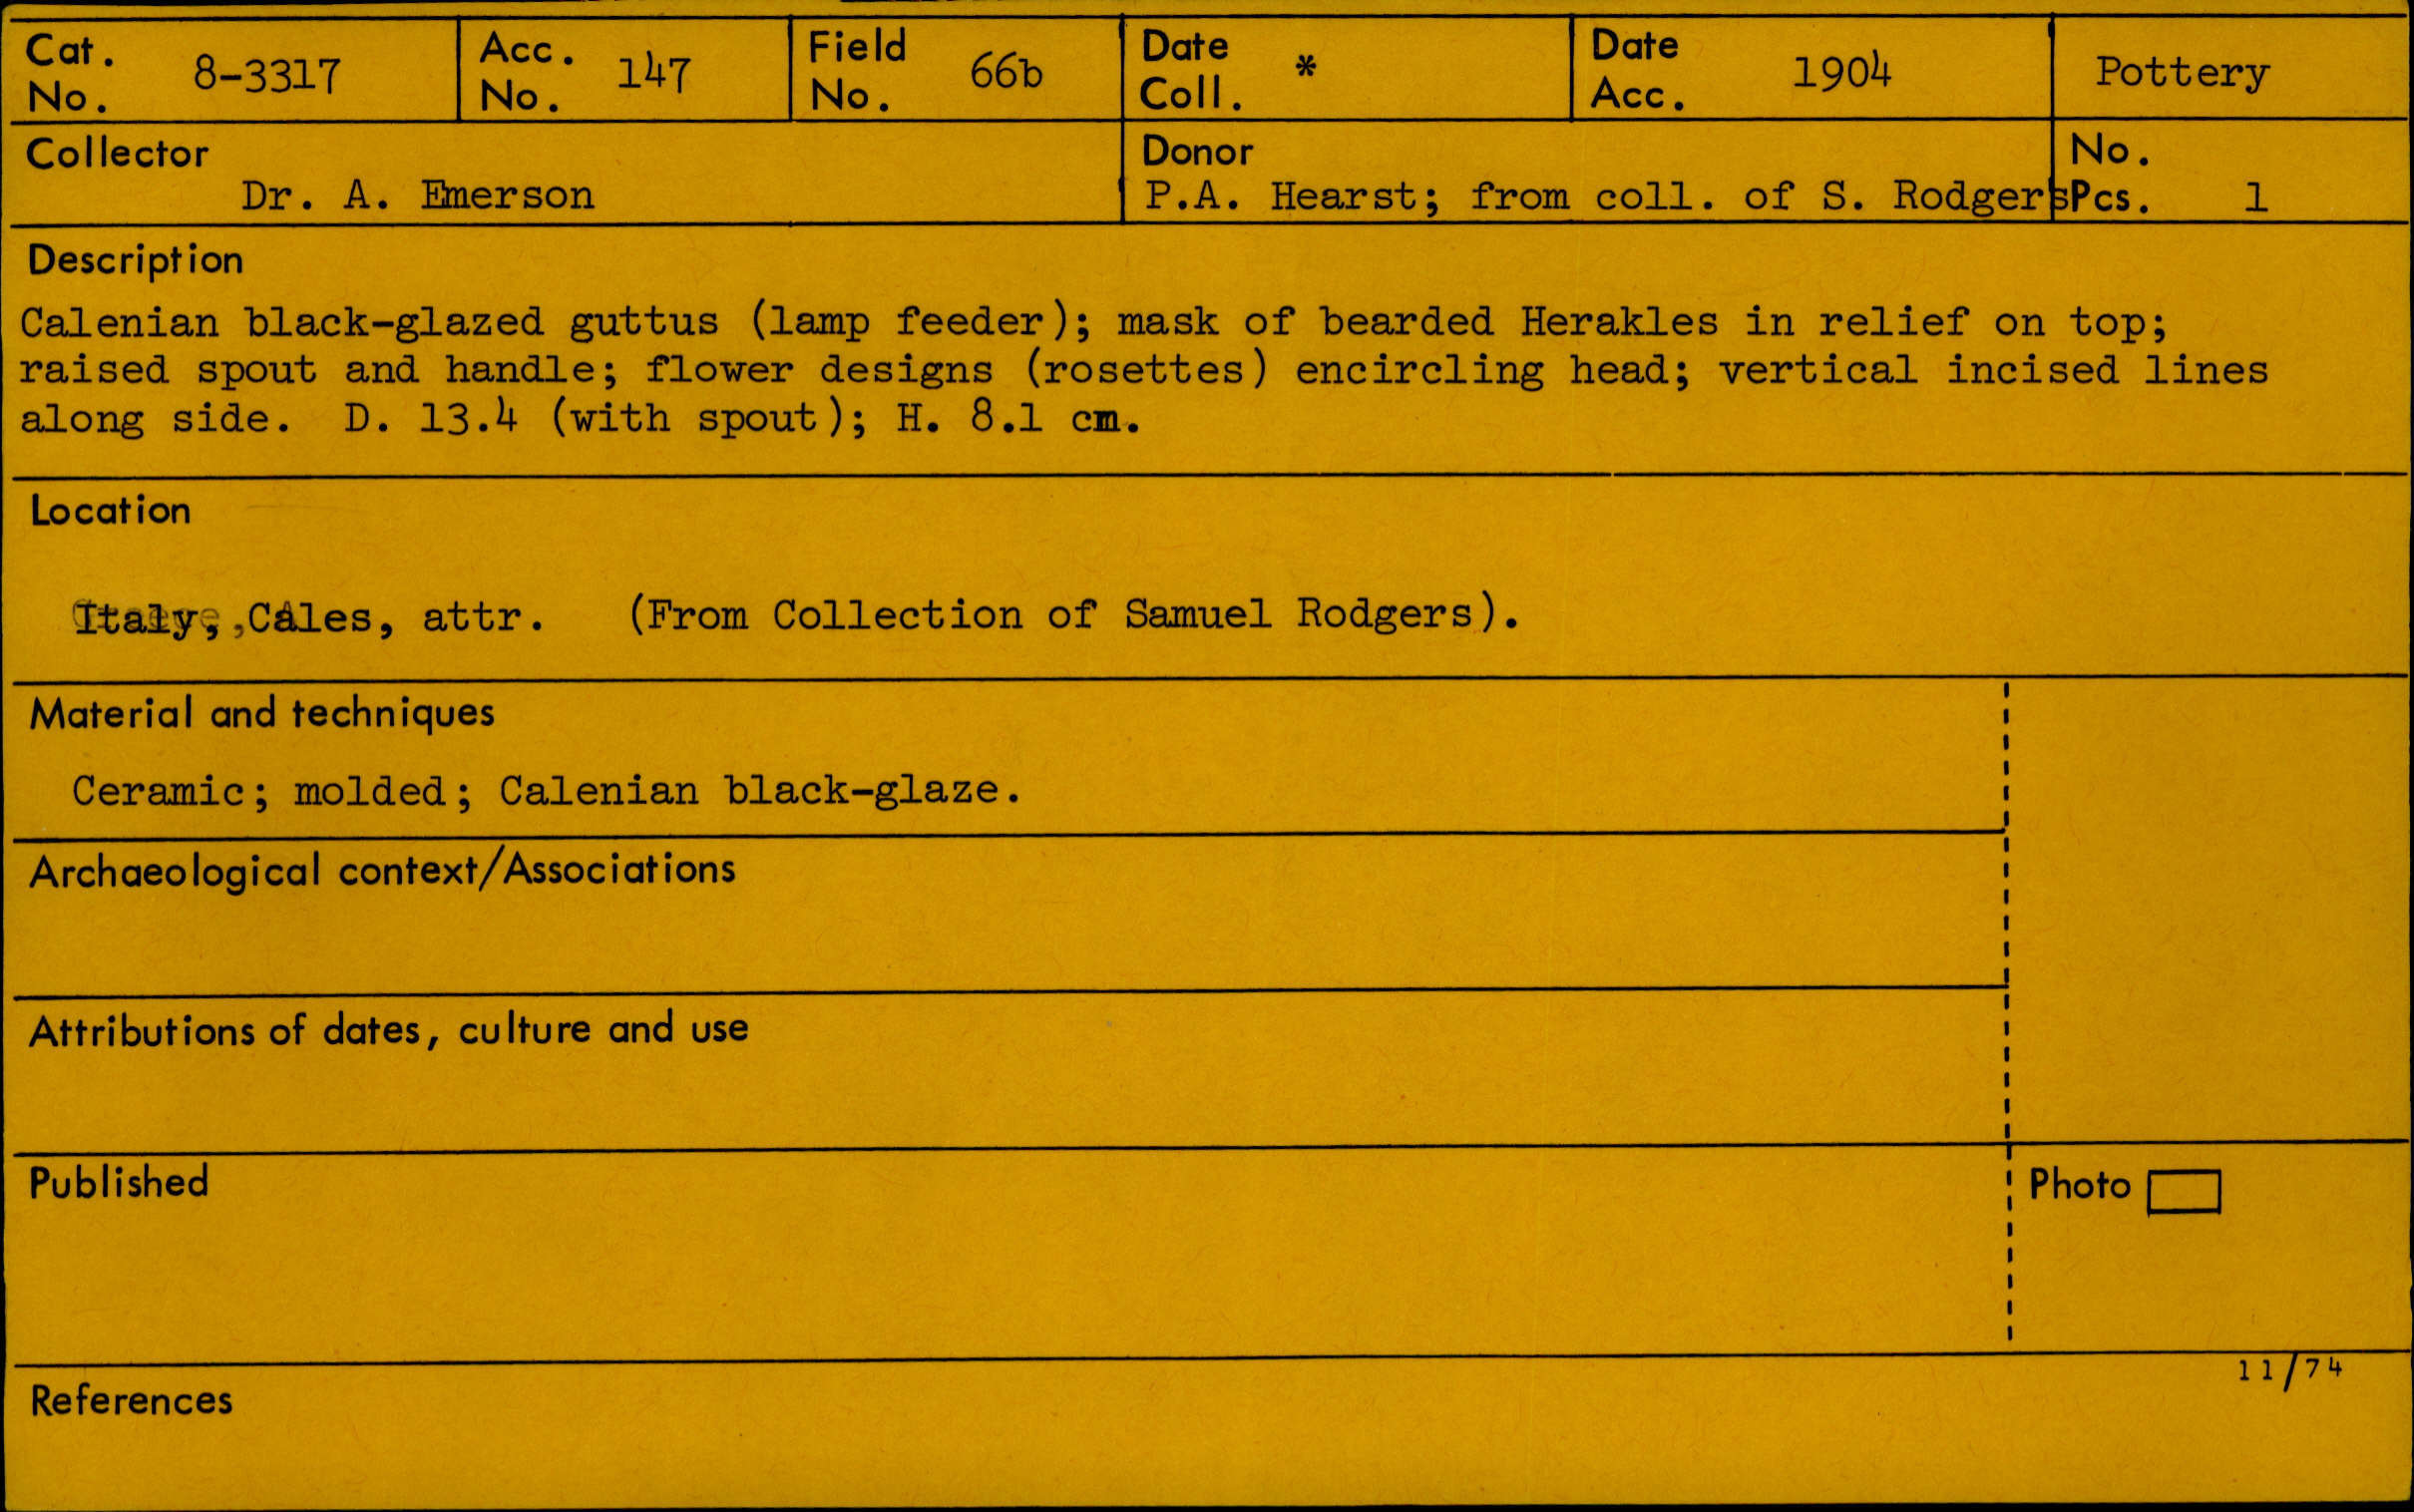 Cat. No. 8-3317 Acc. No. 147 Field No. 66b Date Coll. * Date Acc. 1904 Pottery
Collector Donor No.
Dr. A. Emerson P.A. Hearst; from coll. of S. Rodgers Pcs. 1
Description
Calenian black-glazed guttus (lamp feeder); mask of bearded Herakles in relief on top;
raised spout and handle; flower designs (rosettes) encircling head; vertical incised lines
along side. D. 13.4 (with spout); H. 8.1 cm.
Location
Italy, Cales, attr. (From Collection of Samuel Rodgers).
Material and techniques
Ceramic; molded; Calenian black-glaze.
Archaeological context/Associations
Attributions of dates, culture and use
Published Photo
11/74
References